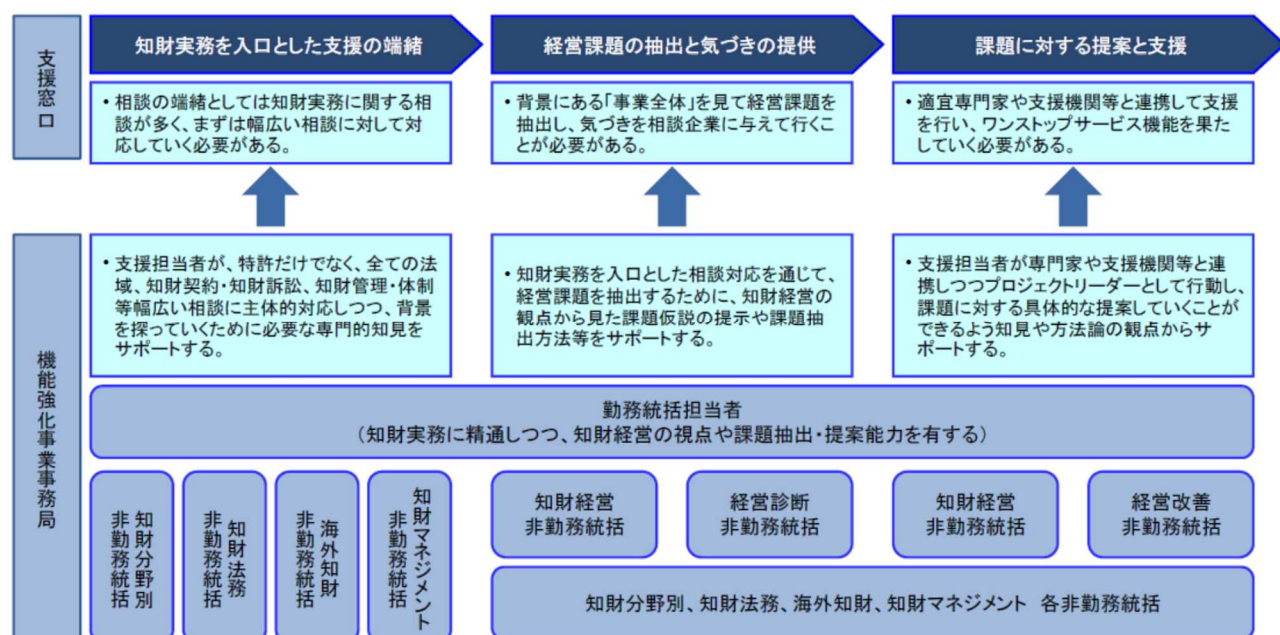 支援窓口
知財実務を入口とした支援の端緒
経営課題の抽出と気づきの提供
課題に対する提案と支援
・相談の端緒としては知財実務に関する相
談が多く、まずは幅広い相談に対して対
応していく必要がある。
・背景にある「事業全体」を見て経営課題を
抽出し、気づきを相談企業に与えて行くこ
とが必要がある。
・適宜専門家や支援機関等と連携して支援
を行い、ワンストップサービス機能を果た
していく必要がある。
機能強化事業事務局
・支援担当者が、特許だけでなく、全ての法
域、知財契約・知財訴訟、知財管理・体制
等幅広い相談に主体的対応しつつ、背景
を探っていくために必要な専門的知見を
サポートする。
・知財実務を入口とした相談対応を通じて、
経営課題を抽出するために、知財経営の
観点から見た課題仮説の提示や課題抽
出方法等をサポートする。
・支援担当者が専門家や支援機関等と連
携しつつプロジェクトリーダーとして行動し、
課題に対する具体的な提案していくことが
できるよう知見や方法論の観点からサ
ポートする。
勤務統括担当者
（知財実務に精通しつつ、知財経営の視点や課題抽出・提案能力を有する）
知財分野別
非勤務統括
知財法務
非勤務統括
海外知財
非勤務統括
知財マネジメント
非勤務統括
知財経営
非勤務統括
経営診断
非勤務統括
知財経営
非勤務統括
経営改善
非勤務統括
知財分野別、知財法務、海外知財、知財マネジメント 各非勤務統括